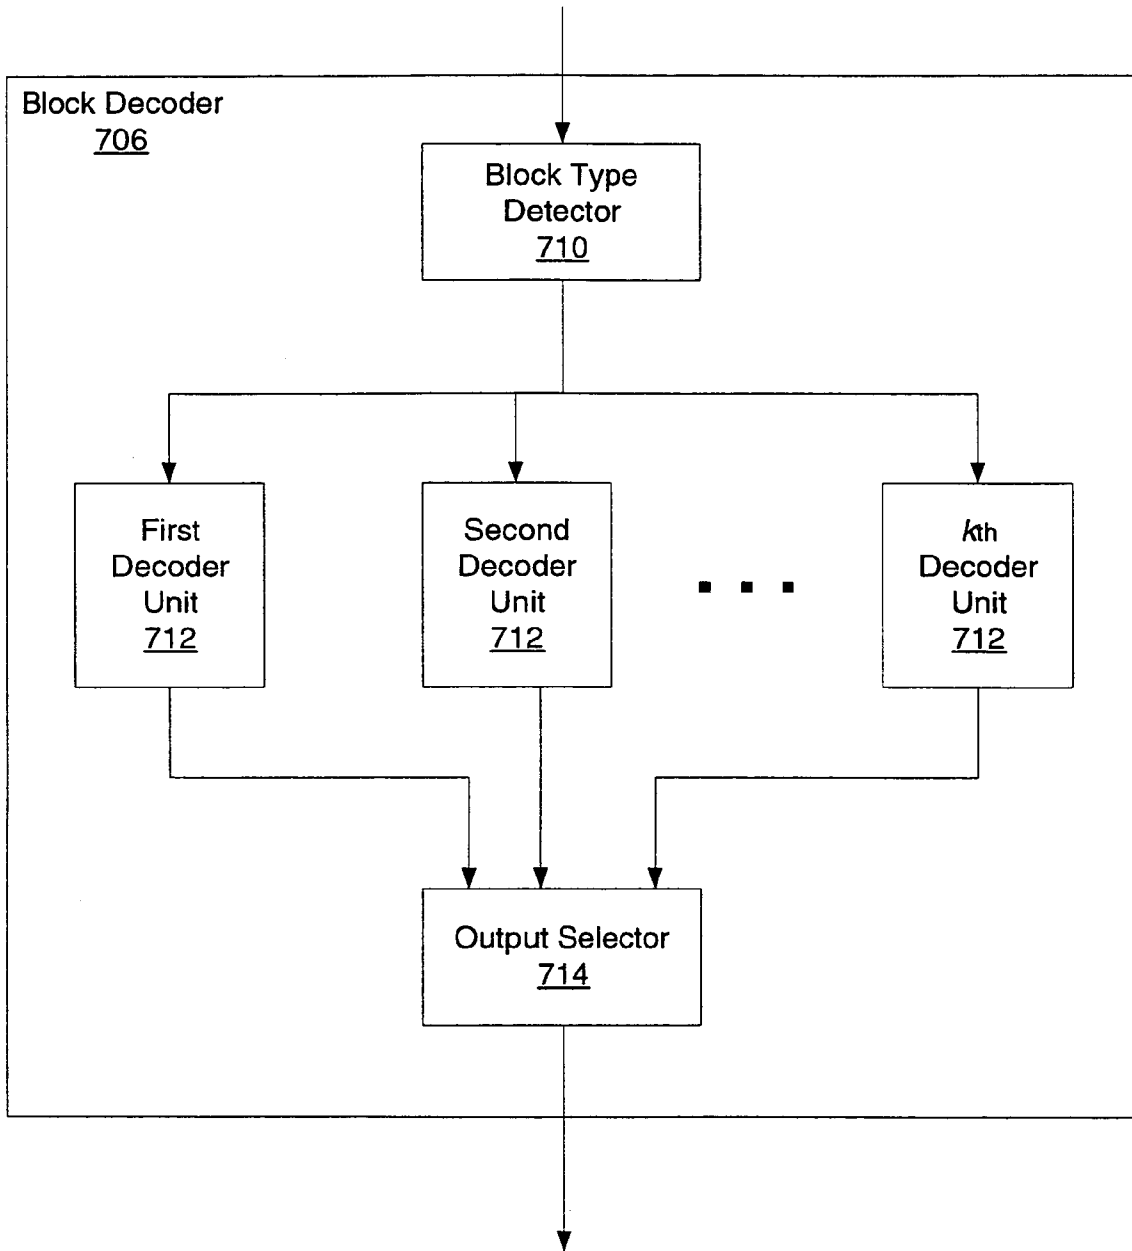 Block Decoder
706
Block Type
Detector
710
First
Decoder
Unit
712
Second
Decoder
Unit
712
kth
Decoder
Unit
712
Output Selector
714